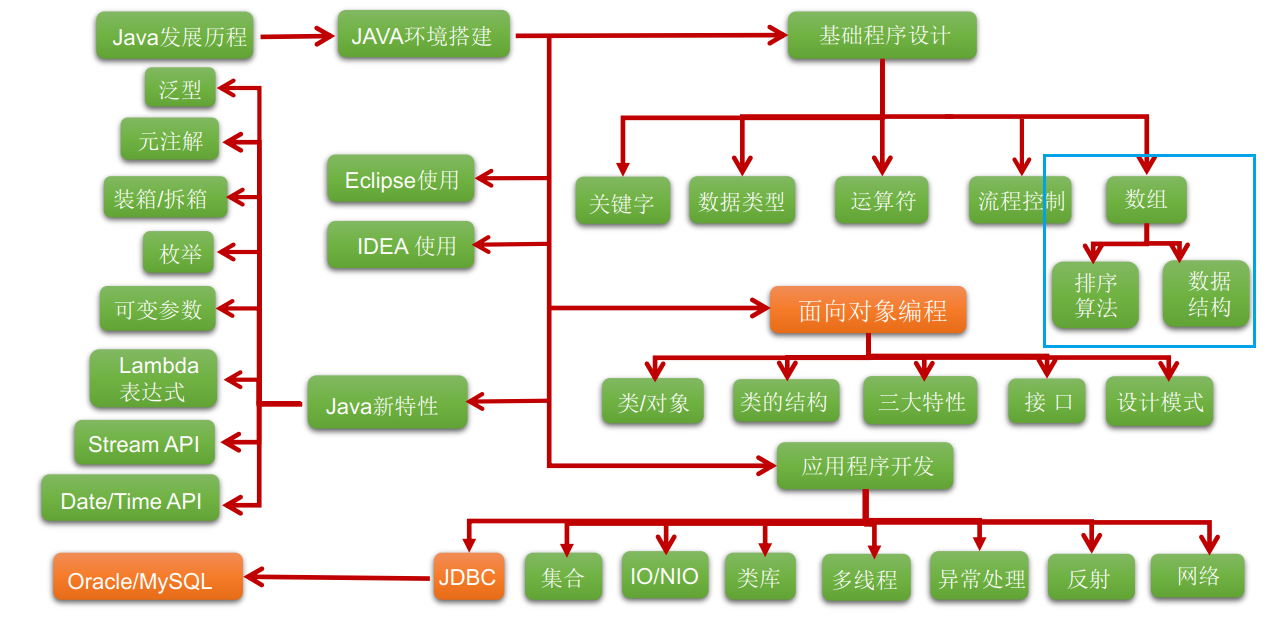 Java发展历程
JAVA环境搭建
基础程序设计
泛型
元注解
装箱/拆箱
枚举
可变参数
Lambda
表达式
Stream API
Date/Time API
Eclipse使用
IDEA 使用
Java新特性
关键字
数据类型
运算符
流程控制
数组
排序
算法
数据
结构
面向对象编程
类/对象
类的结构
三大特性
接 口
设计模式
应用程序开发
Oracle/MySQL
JDBC
集合
IO/NIO
类库
多线程
异常处理
反射
网络